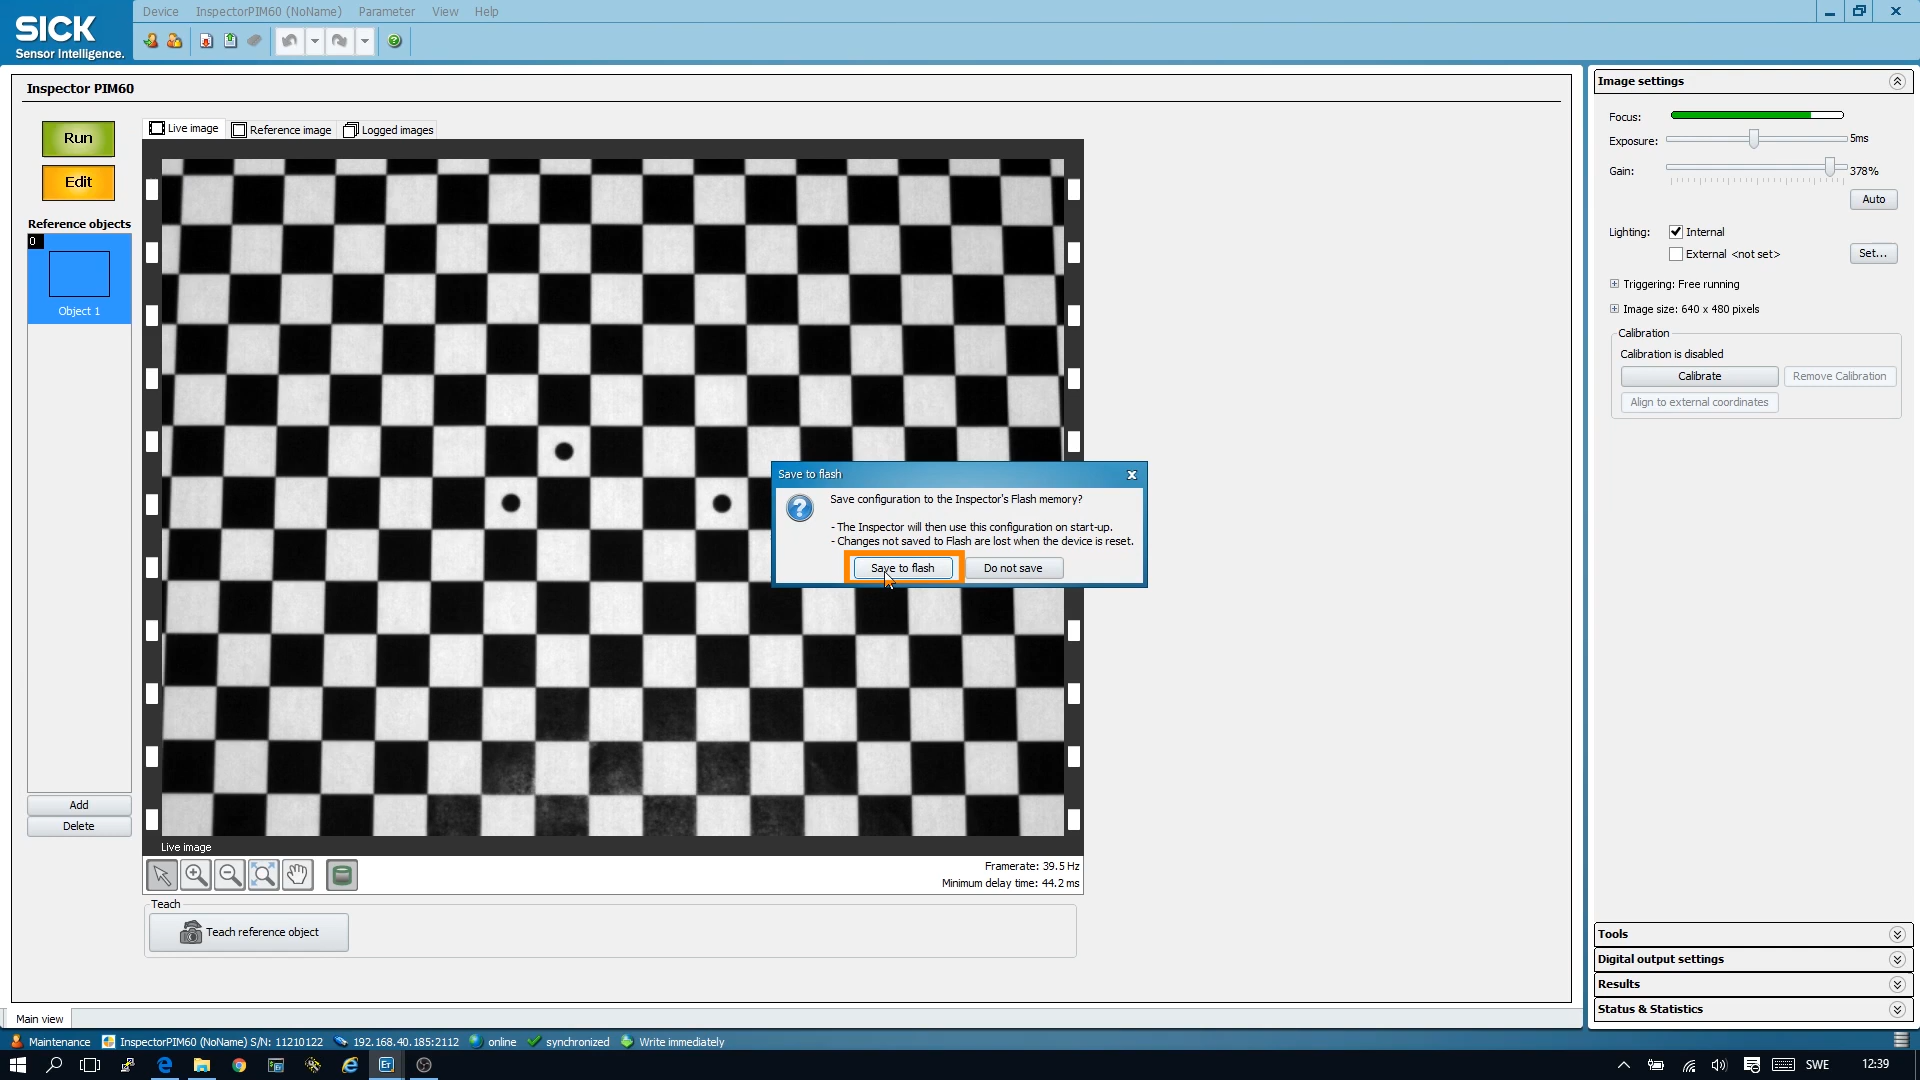 SICK
Sensor Intelligence.
Device InspectorPIM60 (NoName) Parameter View Help
Inspector PIM60
Run
Edit
Reference objects
0
Object 1
Add
Delete
Live image Reference image Logged images
Save to flash
Save configuration to the Inspector's Flash memory?
- The Inspector will then use this configuration on start-up.
- Changes not saved to Flash are lost when the device is reset.
Save to flash Do not save
Live image
Framerate: 39.5 Hz
Minimum delay time: 44.2 ms
Teach
Teach reference object
Image settings
Focus:
Exposure: 5ms
Gain: 378%
Auto
Lighting: Internal
External <not set> Set...
Triggering: Free running
Image size: 640 x 480 pixels
Calibration
Calibration is disabled
Calibrate Remove Calibration
Align to external coordinates
Tools
Digital output settings
Results
Status & Statistics
Main view
Maintenance InspectorPIM60 (NoName) S/N: 11210122 192.168.40.185:2112 online synchronized Write immediately
ET
SWE 12:39